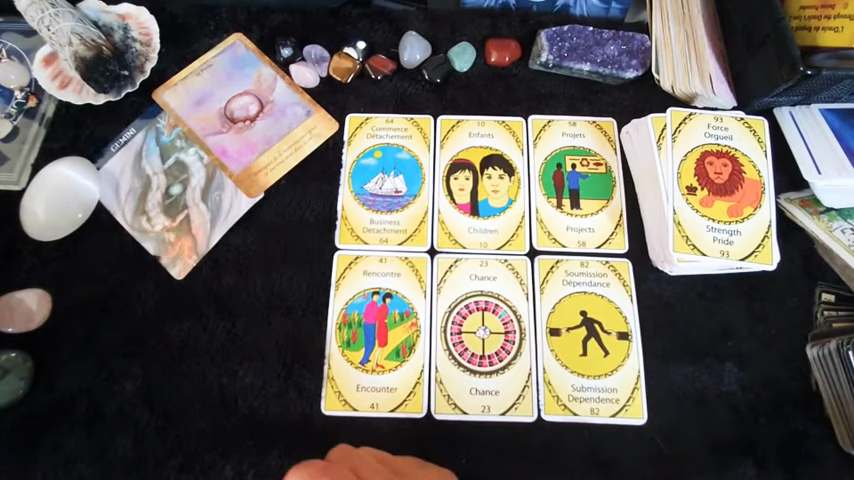 GEMINI
64
Commerce
Détachement
Business
Detachment
64
10
Enfants
Children
10
58
Projets
Projects
58
93
Force
Orgueil
Strength
Pride
93
41
Rencontre
Encounter
41
23
Chance
Chance
23
82
Soumission
Dépendance
Submission
Dependence
82